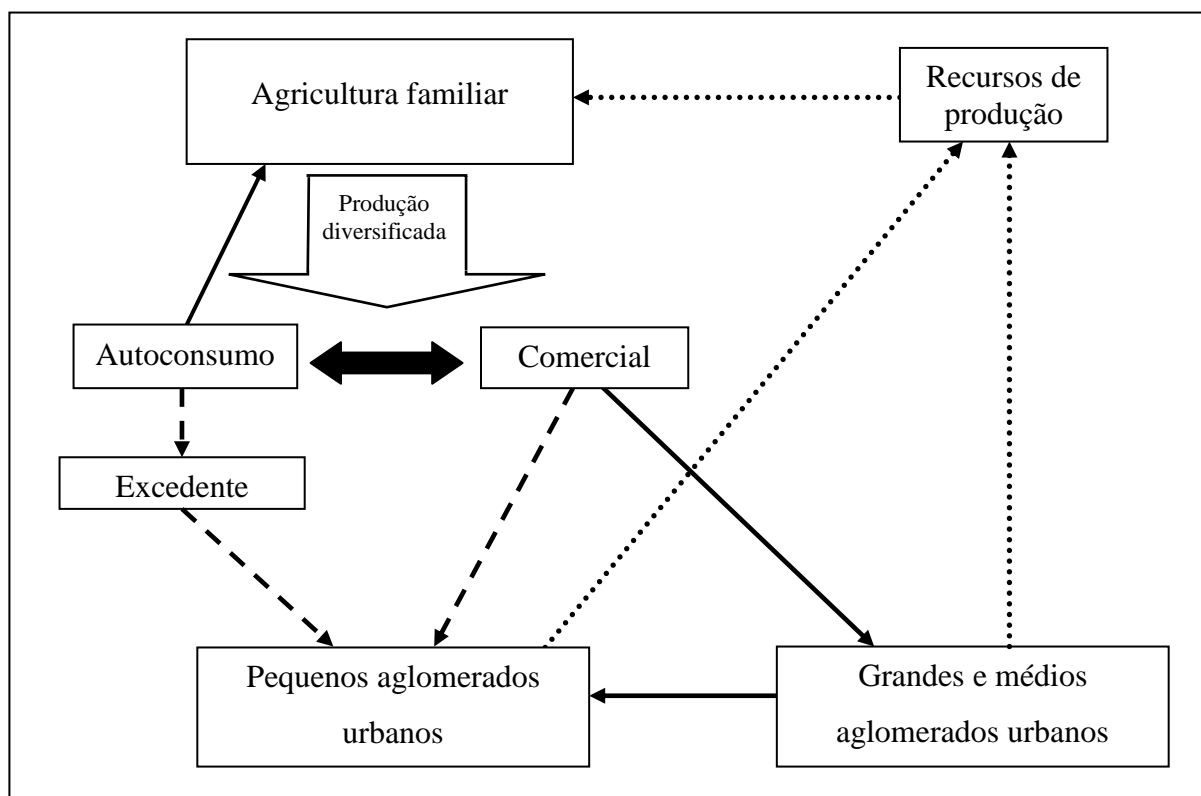 Agricultura familiar
Recursos de
produção
Produção
diversificada
Autoconsumo
Comercial
Excedente
Pequenos aglomerados
urbanos
Grandes e médios
aglomerados urbanos